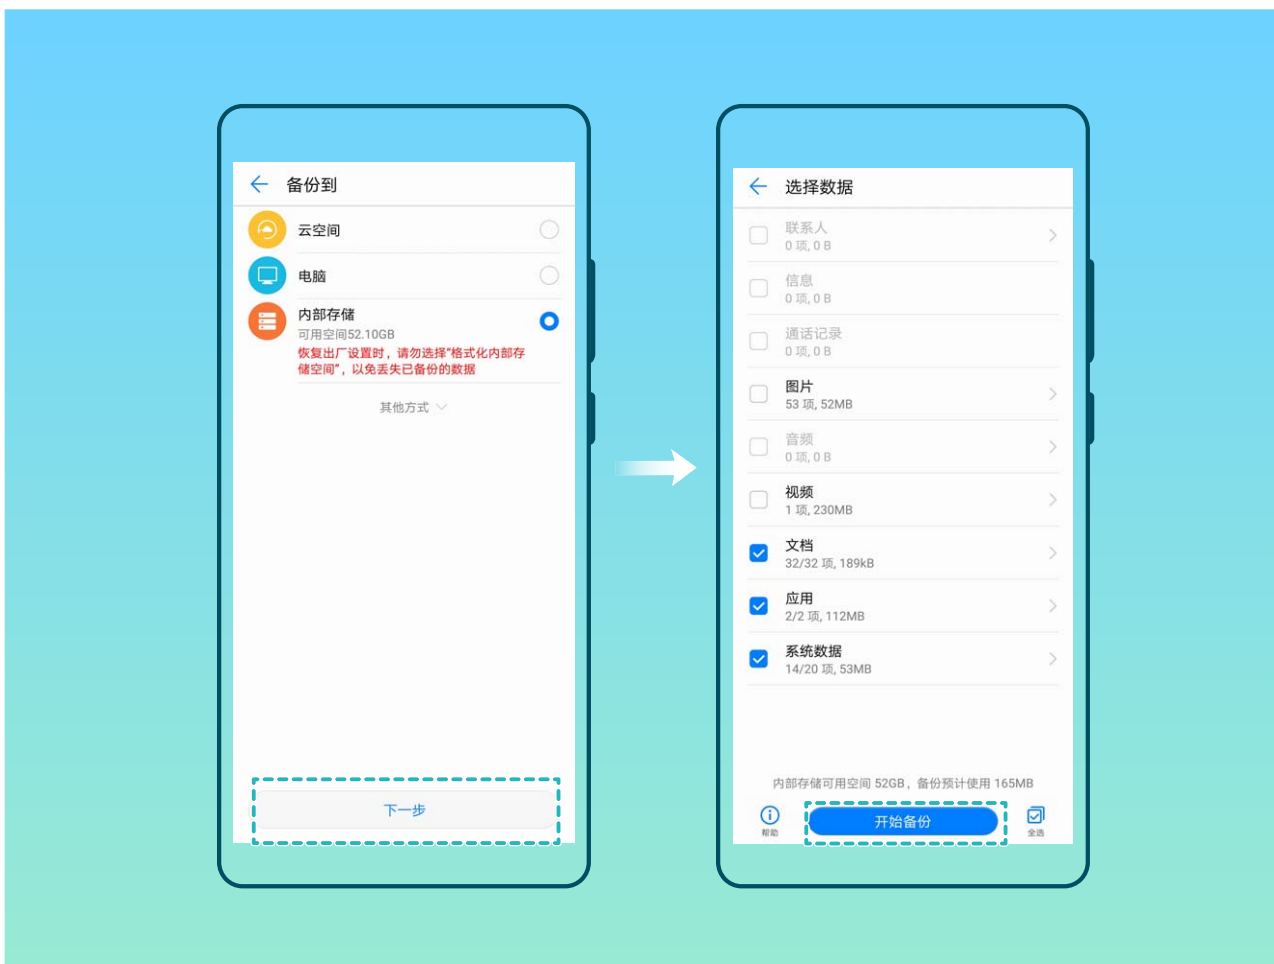 备份到
云空间
电脑
内部存储
可用空间52.10GB
恢复出厂设置时，请勿选择“格式化内部存
储空间”，以免丢失已备份的数据
其他方式
下一步
选择数据
联系人
0 项, 0 B
信息
0 项, 0 B
通话记录
0 项, 0 B
图片
53 项, 52MB
音频
0 项, 0 B
视频
1 项, 230MB
文档
32/32 项, 189kB
应用
2/2 项, 112MB
系统数据
14/20 项, 53MB
内部存储可用空间 52GB，备份预计使用 165MB
帮助
开始备份
全选